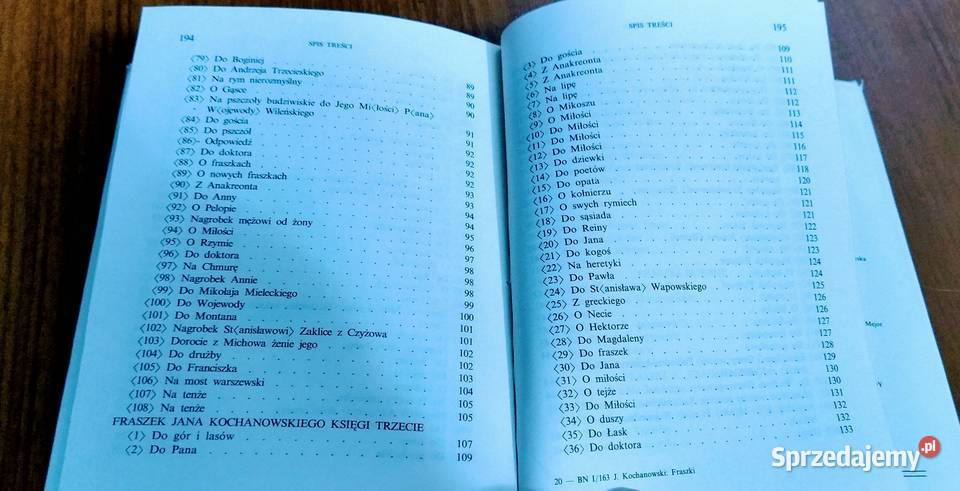 194
SPIS TREŚCI
⟨79⟩ Do Boginiej 89
⟨80⟩ Do Andrzeja Trzecieskiego 89
⟨81⟩ Na rym nierozmyślny 90
⟨82⟩ O Gąsce 90
⟨83⟩ Na pszczoły budziwiskie do Jego Mi⟨łości⟩ P⟨ana⟩
W⟨ojewody⟩ Wileńskiego 91
⟨84⟩ Do gościa 91
⟨85⟩ Do pszczół 92
⟨86⟩ Odpowiedź 92
⟨87⟩ Do doktora 92
⟨88⟩ O fraszkach 92
⟨89⟩ O nowych fraszkach 93
⟨90⟩ Z Anakreonta 93
⟨91⟩ Do Anny 94
⟨92⟩ O Pelopie 94
⟨93⟩ Nagrobek mężowi od żony 95
⟨94⟩ O Miłości 96
⟨95⟩ O Rzymie 97
⟨96⟩ Do doktora 98
⟨97⟩ Na Chmurę 98
⟨98⟩ Nagrobek Annie 98
⟨99⟩ Do Mikołaja Mieleckiego 99
⟨100⟩ Do Wojewody 100
⟨101⟩ Do Montana 101
⟨102⟩ Nagrobek St⟨anisławowi⟩ Zaklice z Czyżowa 101
⟨103⟩ Dorocie z Michowa żenie jego 102
⟨104⟩ Do drużby 102
⟨105⟩ Do Franciszka 103
⟨106⟩ Na most warszewski 104
⟨107⟩ Na tenże 105
⟨108⟩ Na tenże 105
FRASZEK JANA KOCHANOWSKIEGO KSIĘGI TRZECIE
⟨1⟩ Do gór i lasów 107
⟨2⟩ Do Pana 109
SPIS TREŚCI
195
⟨3⟩ Do gościa 109
⟨4⟩ Z Anakreonta 110
⟨5⟩ Z Anakreonta 111
⟨6⟩ Na lipę 111
⟨7⟩ Na lipę 112
⟨8⟩ O Mikoszu 112
⟨9⟩ O Miłości 113
⟨10⟩ Do Miłości 114
⟨11⟩ Do Miłości 115
⟨12⟩ Do Miłości 116
⟨13⟩ Do dziewki 117
⟨14⟩ Do poetów 118
⟨15⟩ Do opata 120
⟨16⟩ O kołnierzu 121
⟨17⟩ O swych rymiech 121
⟨18⟩ Do sąsiada 121
⟨19⟩ Do Reiny 122
⟨20⟩ Do Jana 123
⟨21⟩ Do kogoś 123
⟨22⟩ Na heretyki 124
⟨23⟩ Do Pawła 124
⟨24⟩ Do St⟨anisława⟩ Wapowskiego 125
⟨25⟩ Z greckiego 126
⟨26⟩ O Necie 126
⟨27⟩ O Hektorze 127
⟨28⟩ Do Magdaleny 127
⟨29⟩ Do fraszek 128
⟨30⟩ Do Jana 129
⟨31⟩ O miłości 130
⟨32⟩ O tejże 130
⟨33⟩ Do Miłości 131
⟨34⟩ O duszy 132
⟨35⟩ Do Łask 132
⟨36⟩ Do doktora 133
20 — BN I/163 J. Kochanowski: Fraszki
Sprzedajemy.pl